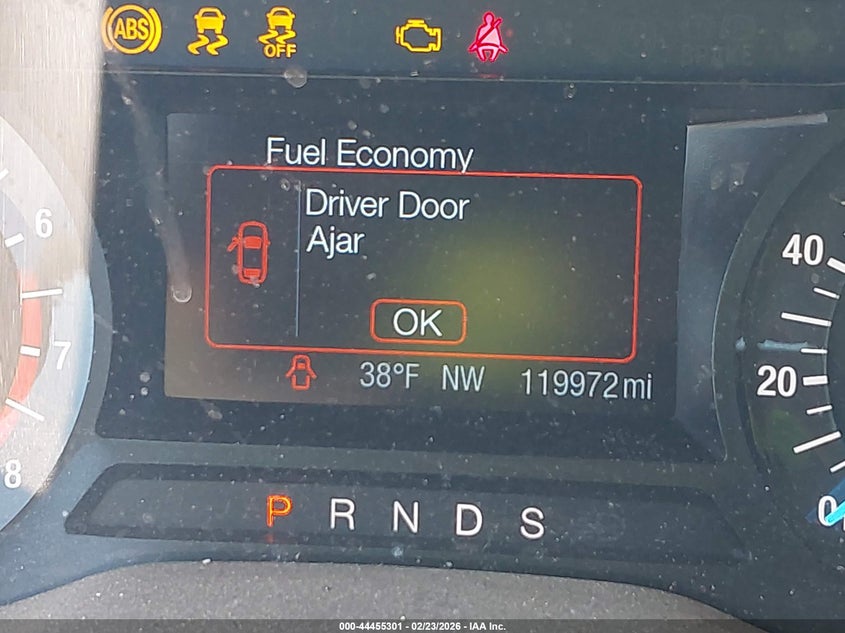 ABS
OFF
Fuel Economy
Driver Door
Ajar
OK
38°F NW 119972mi
6
7
8
40
20
0
P R N D S
000-44455301 - 02/23/2026 - IAA Inc.